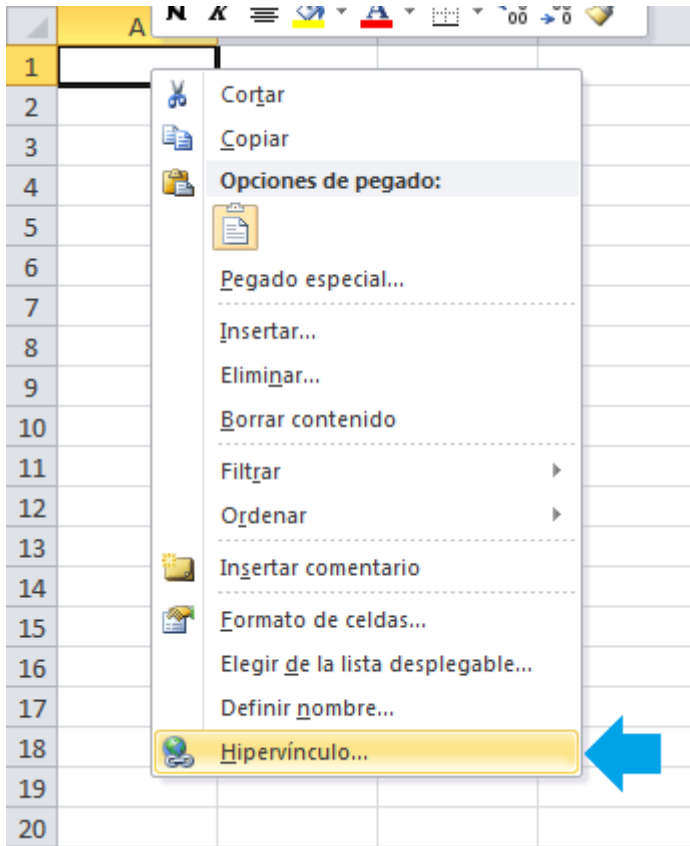 N K A
A
1
2
3
4
5
6
7
8
9
10
11
12
13
14
15
16
17
18
19
20
Cortar
Copiar
Opciones de pegado:
Pegado especial...
Insertar...
Eliminar...
Borrar contenido
Filtrar
Ordenar
Insertar comentario
Formato de celdas...
Elegir de la lista desplegable...
Definir nombre...
Hipervínculo...